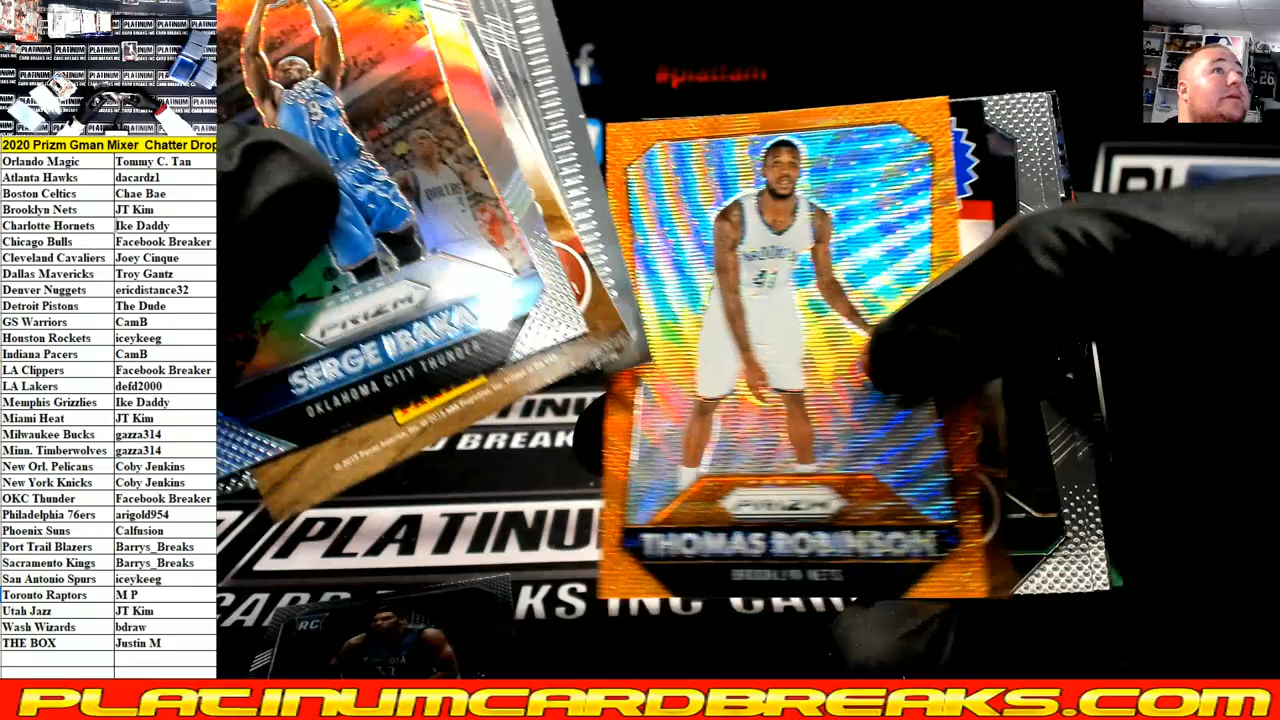 2020 Prizm Gman Mixer Chatter Drop
Orlando Magic Tommy C. Tan
Atlanta Hawks dacardz1
Boston Celtics Chae Bae
Brooklyn Nets JT Kim
Charlotte Hornets Ike Daddy
Chicago Bulls Facebook Breaker
Cleveland Cavaliers Joey Cinque
Dallas Mavericks Troy Gantz
Denver Nuggets ericdistance32
Detroit Pistons The Dude
GS Warriors CamB
Houston Rockets iceykeeg
Indiana Pacers CamB
LA Clippers Facebook Breaker
LA Lakers defd2000
Memphis Grizzlies Ike Daddy
Miami Heat JT Kim
Milwaukee Bucks gazza314
Minn. Timberwolves gazza314
New Orl. Pelicans Coby Jenkins
New York Knicks Coby Jenkins
OKC Thunder Facebook Breaker
Philadelphia 76ers arigold954
Phoenix Suns Calfusion
Port Trail Blazers Barrys_Breaks
Sacramento Kings Barrys_Breaks
San Antonio Spurs iceykeeg
Toronto Raptors M P
Utah Jazz JT Kim
Wash Wizards bdraw
THE BOX Justin M
PRIZM
SERGE IBAKA
OKLAHOMA CITY THUNDER
PRIZM
THOMAS ROBINSON
BROOKLYN NETS
PLATINUM
RC
PLATINUMCARDBREAKS.COM